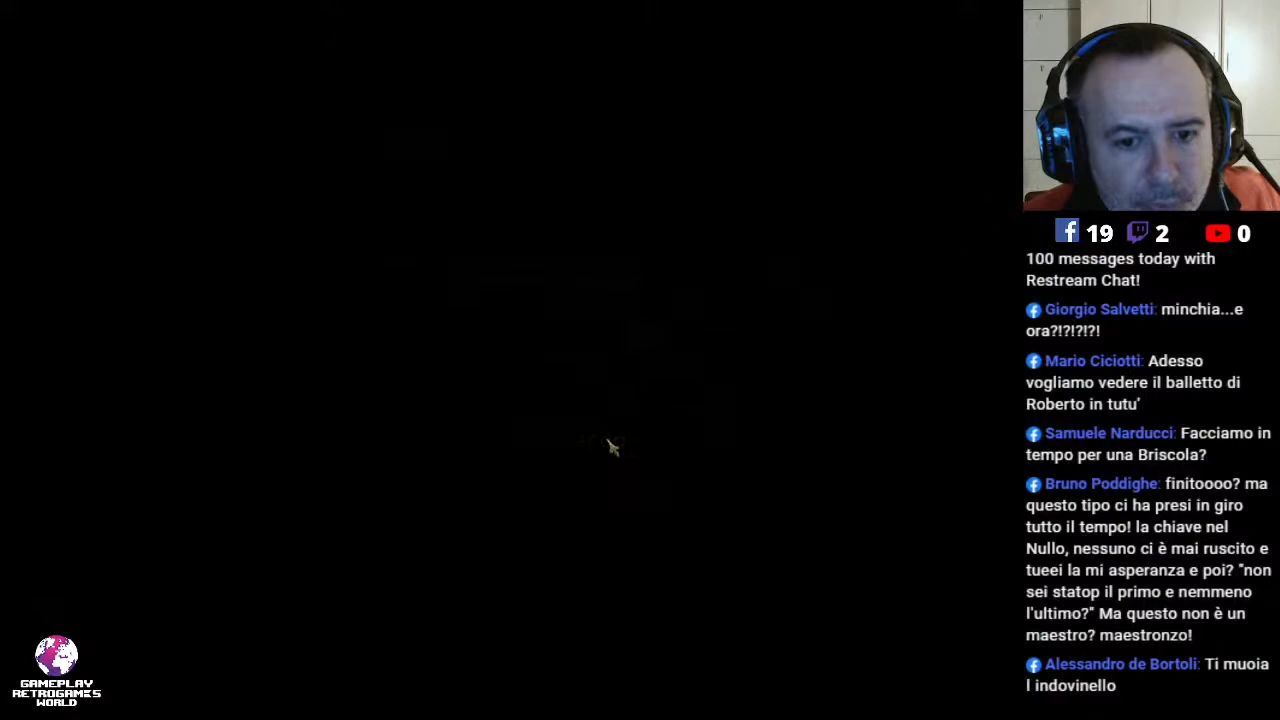 19 2 0
100 messages today with
Restream Chat!
Giorgio Salvetti: minchia...e
ora?!?!?!?!
Mario Ciciotti: Adesso
vogliamo vedere il balletto di
Roberto in tutu'
Samuele Narducci: Facciamo in
tempo per una Briscola?
Bruno Poddighe: finitoooo? ma
questo tipo ci ha presi in giro
tutto il tempo! la chiave nel
Nullo, nessuno ci è mai ruscito e
tueei la mi asperanza e poi? "non
sei statop il primo e nemmeno
l'ultimo?" Ma questo non è un
maestro? maestronzo!
Alessandro de Bortoli: Ti muoia
l indovinello
GAMEPLAY
RETROGAMES
WORLD